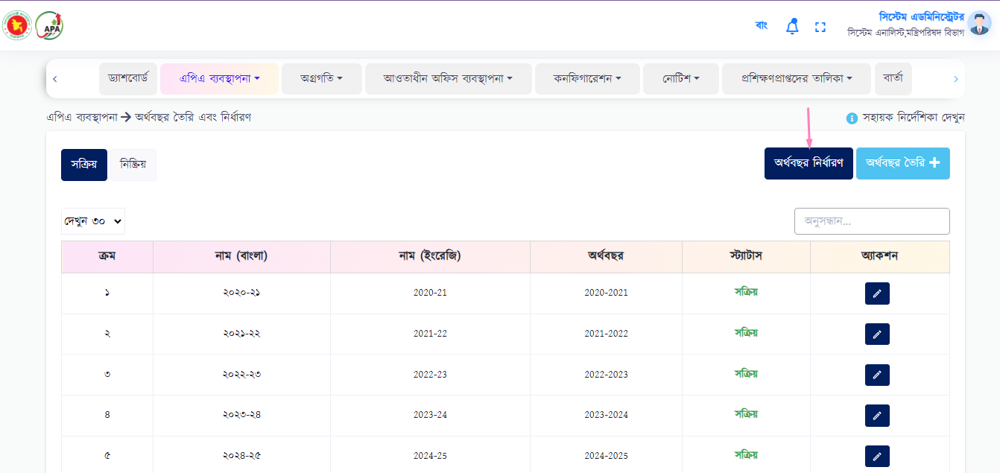 APA
বাং
সিস্টেম এডমিনিস্ট্রেটর
সিস্টেম এনালিস্ট,মন্ত্রিপরিষদ বিভাগ
ড্যাশবোর্ড এপিএ ব্যবস্থাপনা অগ্রগতি আওতাধীন অফিস ব্যবস্থাপনা কনফিগারেশন নোটিশ প্রশিক্ষণপ্রাপ্তদের তালিকা বার্তা
এপিএ ব্যবস্থাপনা → অর্থবছর তৈরি এবং নির্ধারণ সহায়ক নির্দেশিকা দেখুন
সক্রিয় নিষ্ক্রিয় অর্থবছর নির্ধারণ অর্থবছর তৈরি +
দেখুন ৩০ অনুসন্ধান...
ক্রম নাম (বাংলা) নাম (ইংরেজি) অর্থবছর স্ট্যাটাস অ্যাকশন
১ ২০২০-২১ 2020-21 2020-2021 সক্রিয়
২ ২০২১-২২ 2021-22 2021-2022 সক্রিয়
৩ ২০২২-২৩ 2022-23 2022-2023 সক্রিয়
৪ ২০২৩-২৪ 2023-24 2023-2024 সক্রিয়
৫ ২০২৪-২৫ 2024-25 2024-2025 সক্রিয়